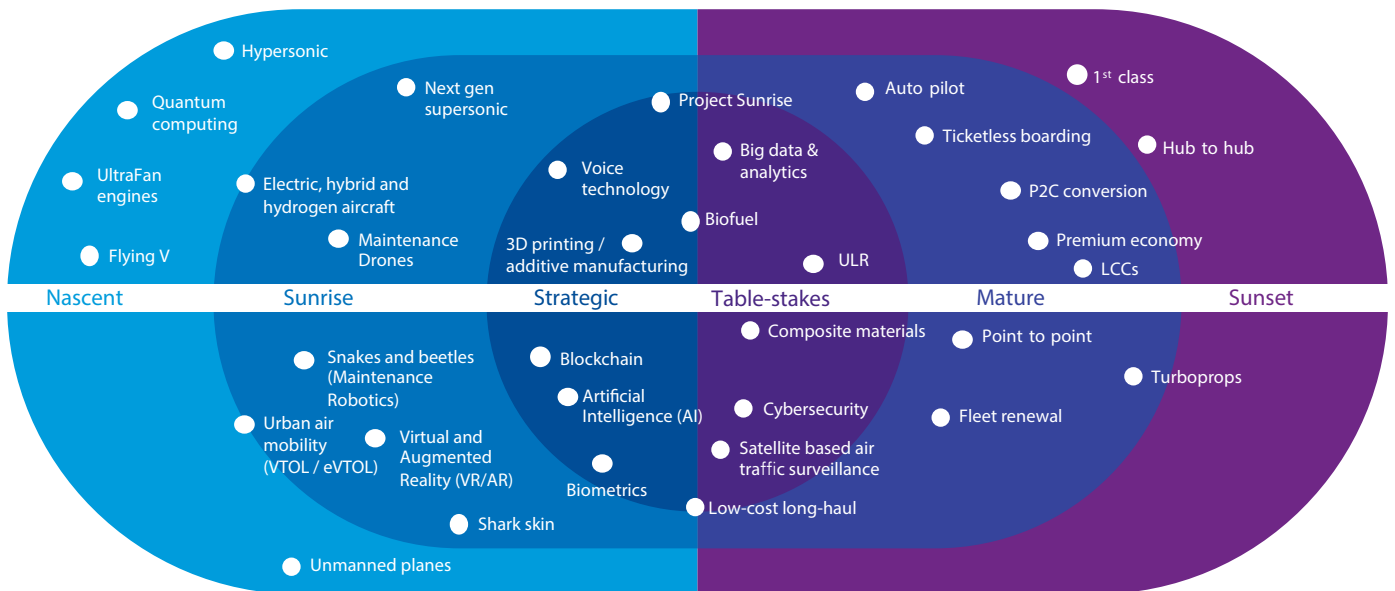 Hypersonic
Quantum
computing
UltraFan
engines
Flying V
Next gen
supersonic
Electric, hybrid and
hydrogen aircraft
Maintenance
Drones
Project Sunrise
Voice
technology
3D printing /
additive manufacturing
Big data &
analytics
Biofuel
ULR
Auto pilot
Ticketless boarding
P2C conversion
Premium economy
LCCs
1st class
Hub to hub
Nascent
Sunrise
Strategic
Table-stakes
Mature
Sunset
Snakes and beetles
(Maintenance
Robotics)
Urban air
mobility
(VTOL / eVTOL)
Virtual and
Augmented
Reality (VR/AR)
Shark skin
Unmanned planes
Blockchain
Artificial
Intelligence (AI)
Biometrics
Composite materials
Cybersecurity
Satellite based air
traffic surveillance
Low-cost long-haul
Point to point
Fleet renewal
Turboprops